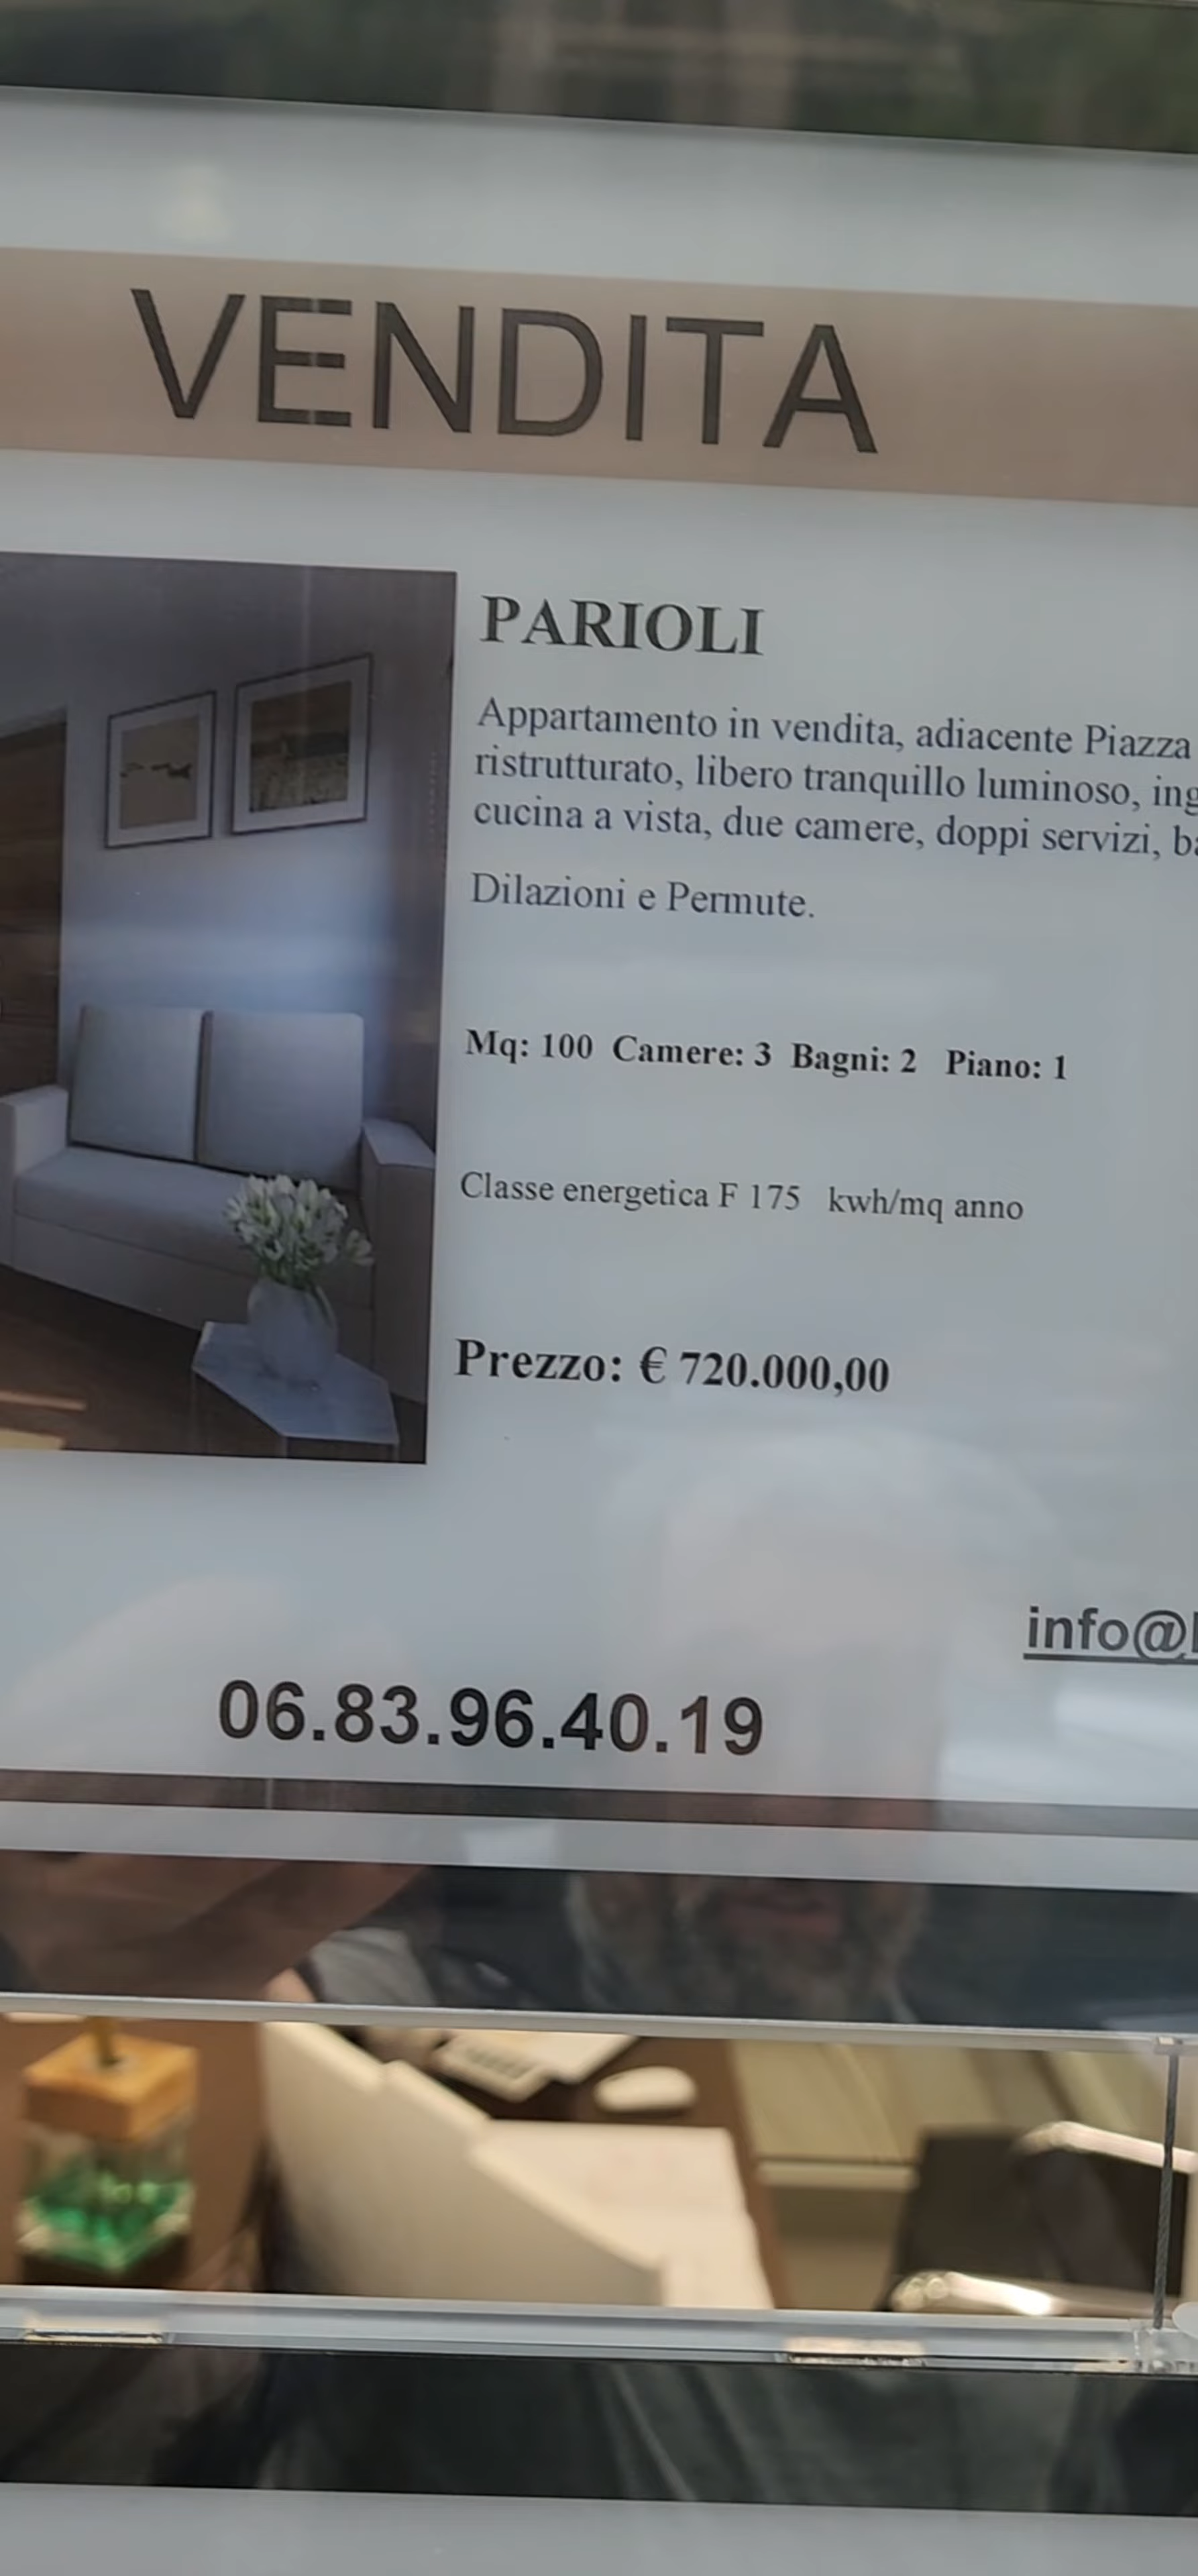 VENDITA
PARIOLI
Appartamento in vendita, adiacente Piazza
ristrutturato, libero tranquillo luminoso,
cucina a vista, due camere, doppi servizi,
Dilazioni e Permute.
Mq: 100 Camere: 3 Bagni: 2 Piano: 1
Classe energetica F 175 kwh/mq anno
Prezzo: € 720.000,00
info@
06.83.96.40.19